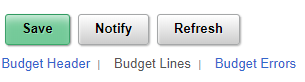 Save Notify Refresh
Budget Header | Budget Lines | Budget Errors